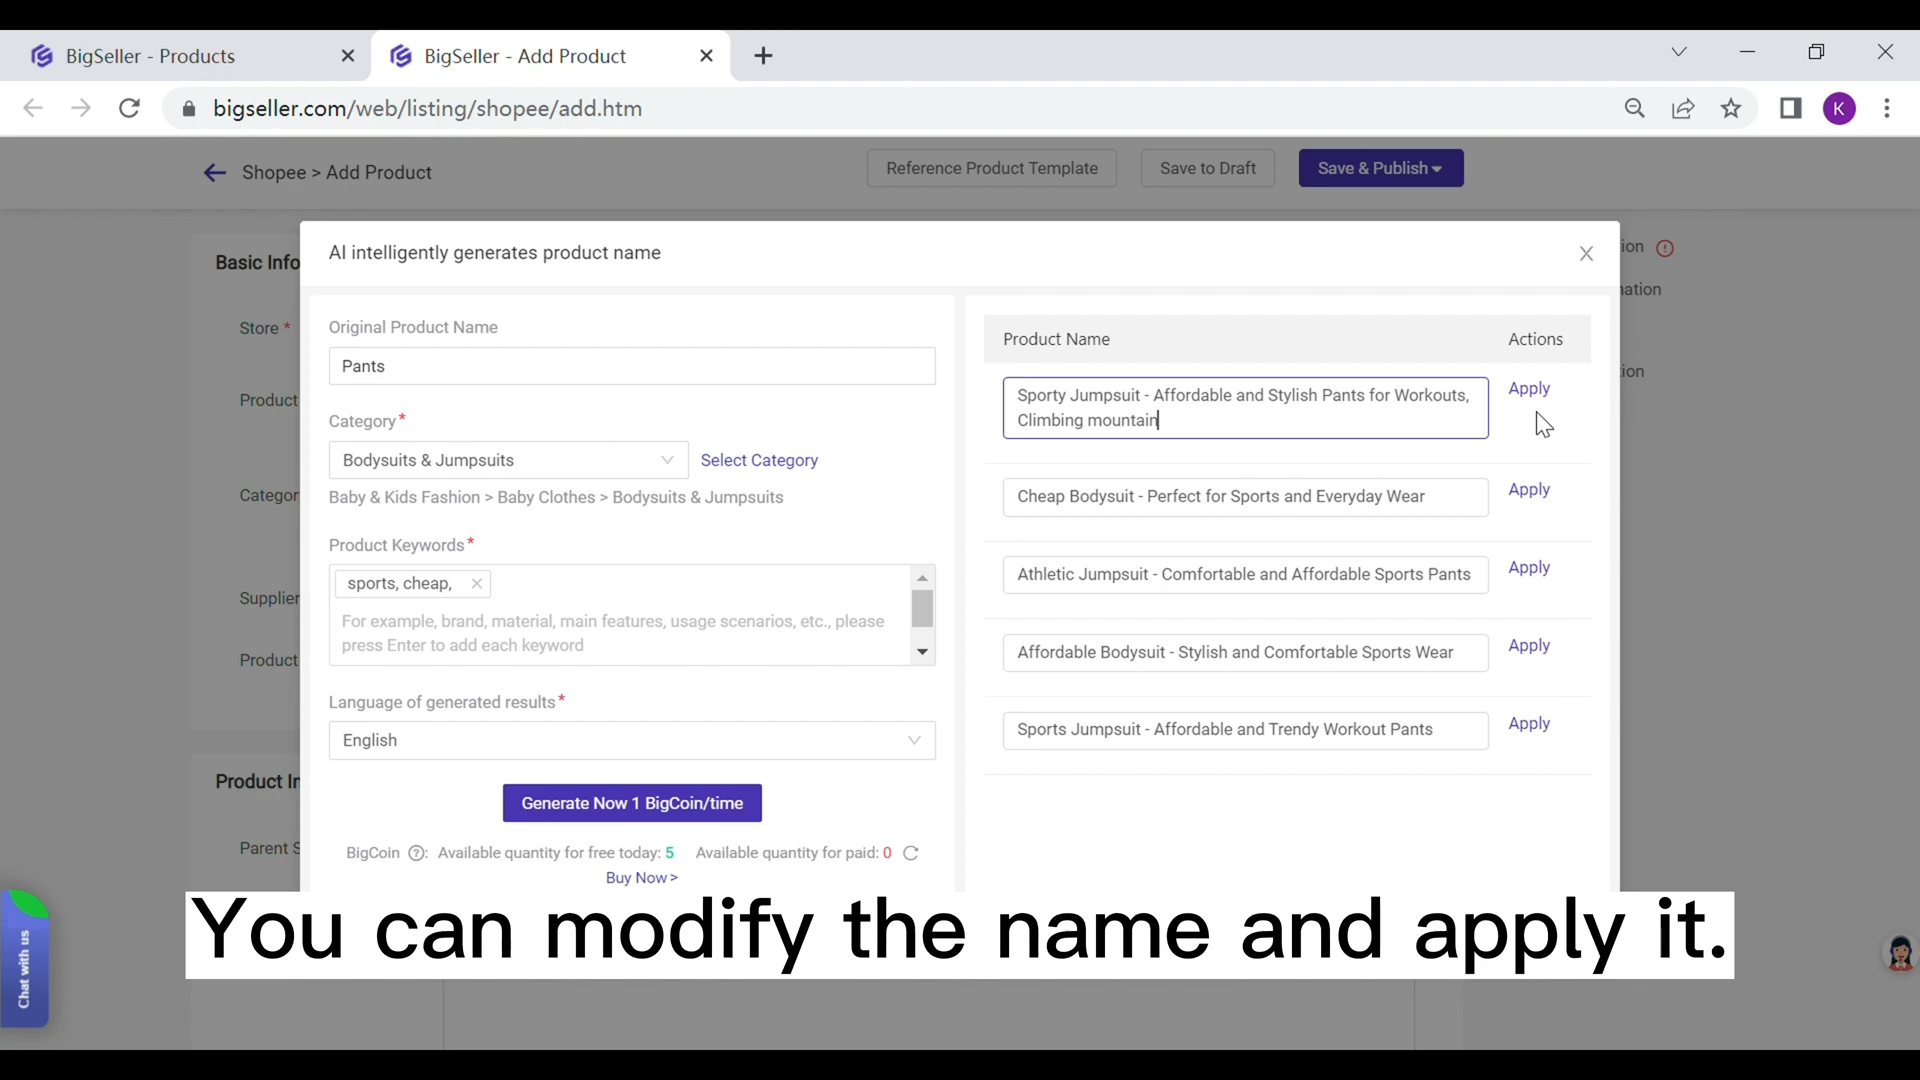 BigSeller - Products
BigSeller - Add Product
bigseller.com/web/listing/shopee/add.htm
K
Shopee > Add Product
Reference Product Template
Save to Draft
Save & Publish
Basic Info
Store *
Product
Categor
Supplier
Product
Product In
Parent S
ion
nation
tion
AI intelligently generates product name
Original Product Name
Pants
Category*
Bodysuits & Jumpsuits
Select Category
Baby & Kids Fashion > Baby Clothes > Bodysuits & Jumpsuits
Product Keywords*
sports, cheap,
For example, brand, material, main features, usage scenarios, etc., please
press Enter to add each keyword
Language of generated results*
English
Generate Now 1 BigCoin/time
BigCoin ?: Available quantity for free today: 5 Available quantity for paid: 0
Buy Now>
Product Name Actions
Sporty Jumpsuit - Affordable and Stylish Pants for Workouts,
Climbing mountain
Apply
Cheap Bodysuit - Perfect for Sports and Everyday Wear
Apply
Athletic Jumpsuit - Comfortable and Affordable Sports Pants
Apply
Affordable Bodysuit - Stylish and Comfortable Sports Wear
Apply
Sports Jumpsuit - Affordable and Trendy Workout Pants
Apply
Chat with us
You can modify the name and apply it.